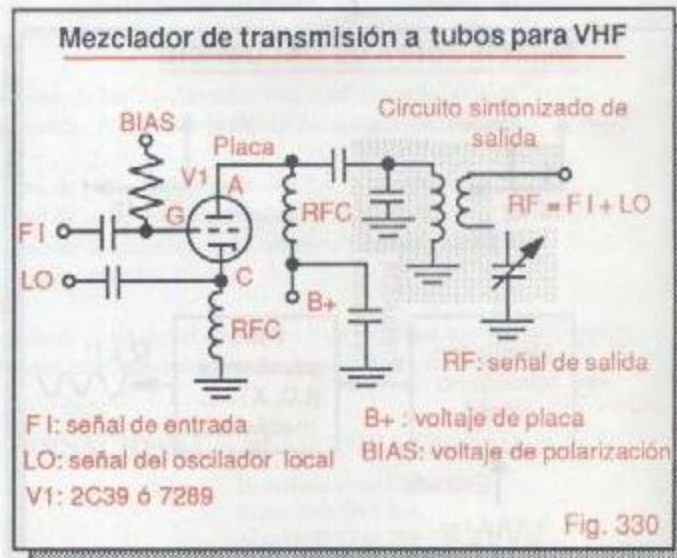 Mezclador de transmisión a tubos para VHF
Circuito sintonizado de
salida
BIAS
Placa
V1
A
G
F I
RFC
RF = F I + LO
LO
C
B+
RFC
RF: señal de salida
F I: señal de entrada
B+ : voltaje de placa
LO: señal del oscilador local
BIAS: voltaje de polarización
V1: 2C39 ó 7289
Fig. 330